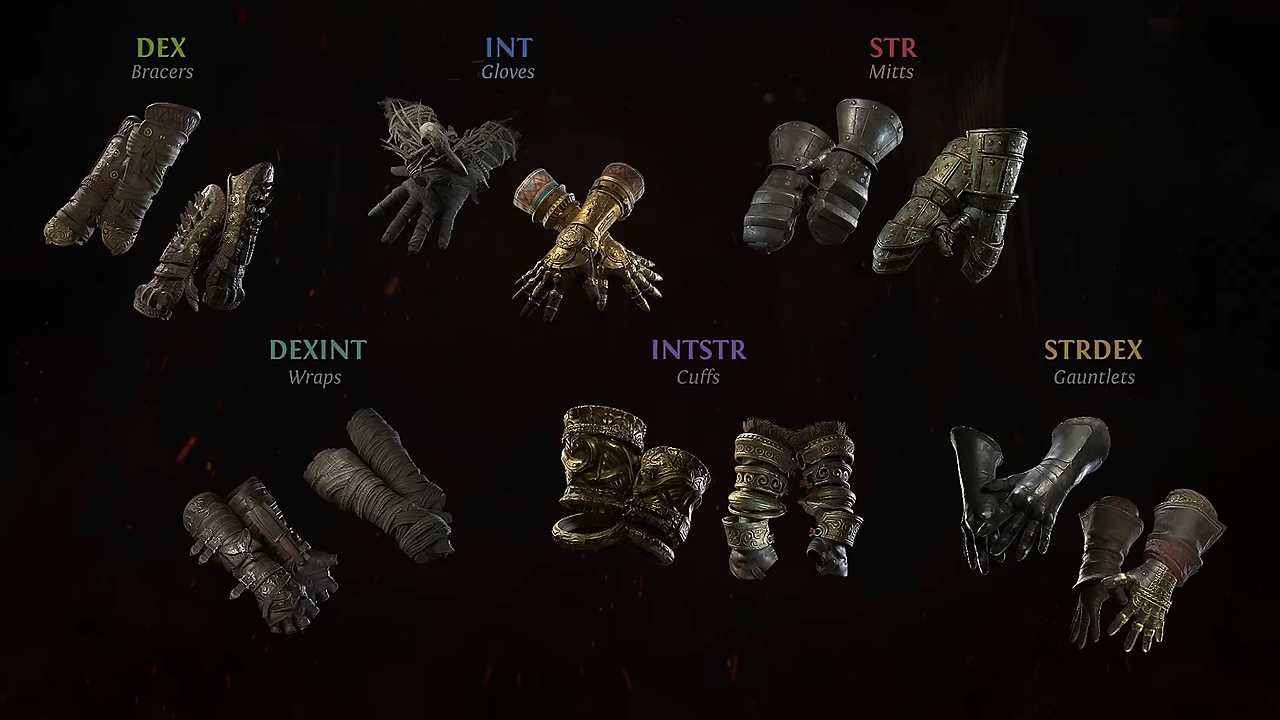 DEX
Bracers
INT
Gloves
STR
Mitts
DEXINT
Wraps
INTSTR
Cuffs
STRDEX
Gauntlets